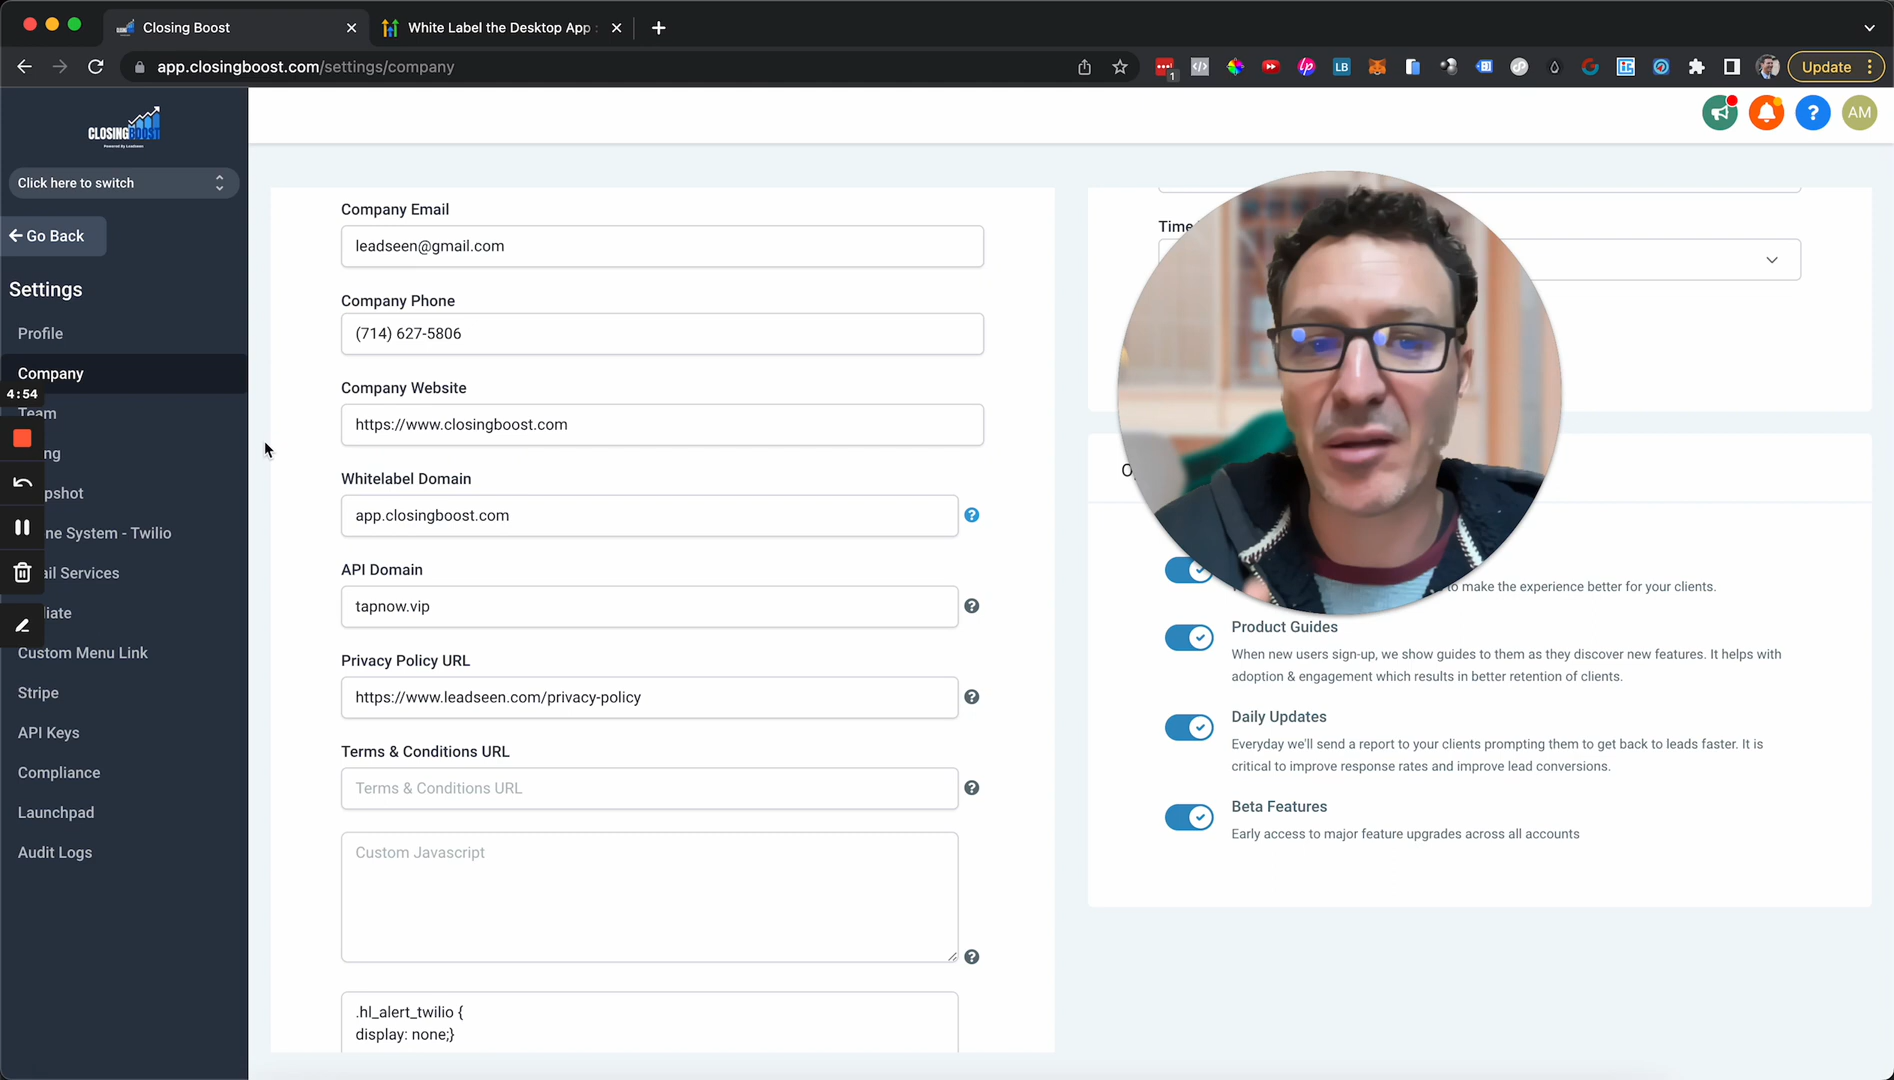 Closing Boost
White Label the Desktop App
app.closingboost.com/settings/company
1
LB
Update
CLOSINGBOOST
Powered By Leadseen
AM
Click here to switch
Go Back
Settings
Profile
Company
4:54
Team
ng
pshot
ne System - Twilio
ail Services
liate
Custom Menu Link
Stripe
API Keys
Compliance
Launchpad
Audit Logs
Company Email
leadseen@gmail.com
Company Phone
(714) 627-5806
Company Website
https://www.closingboost.com
Whitelabel Domain
app.closingboost.com
API Domain
tapnow.vip
Privacy Policy URL
https://www.leadseen.com/privacy-policy
Terms & Conditions URL
Terms & Conditions URL
Custom Javascript
.hl_alert_twilio {
display: none;}
Time
to make the experience better for your clients.
Product Guides
When new users sign-up, we show guides to them as they discover new features. It helps with
adoption & engagement which results in better retention of clients.
Daily Updates
Everyday we'll send a report to your clients prompting them to get back to leads faster. It is
critical to improve response rates and improve lead conversions.
Beta Features
Early access to major feature upgrades across all accounts